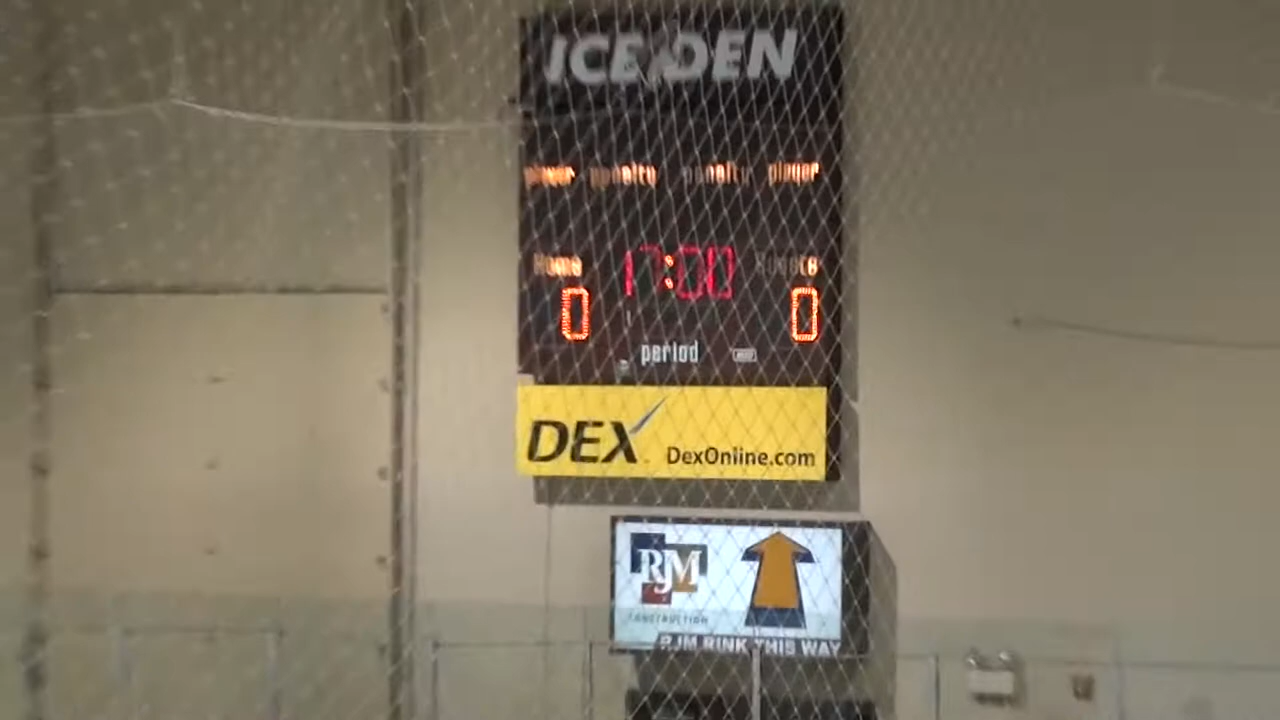 ICE DEN
player penalty penalty player
Home 17:00 Guests
0 0
period
DEX DexOnline.com
RJM
CONSTRUCTION
RJM RINK THIS WAY